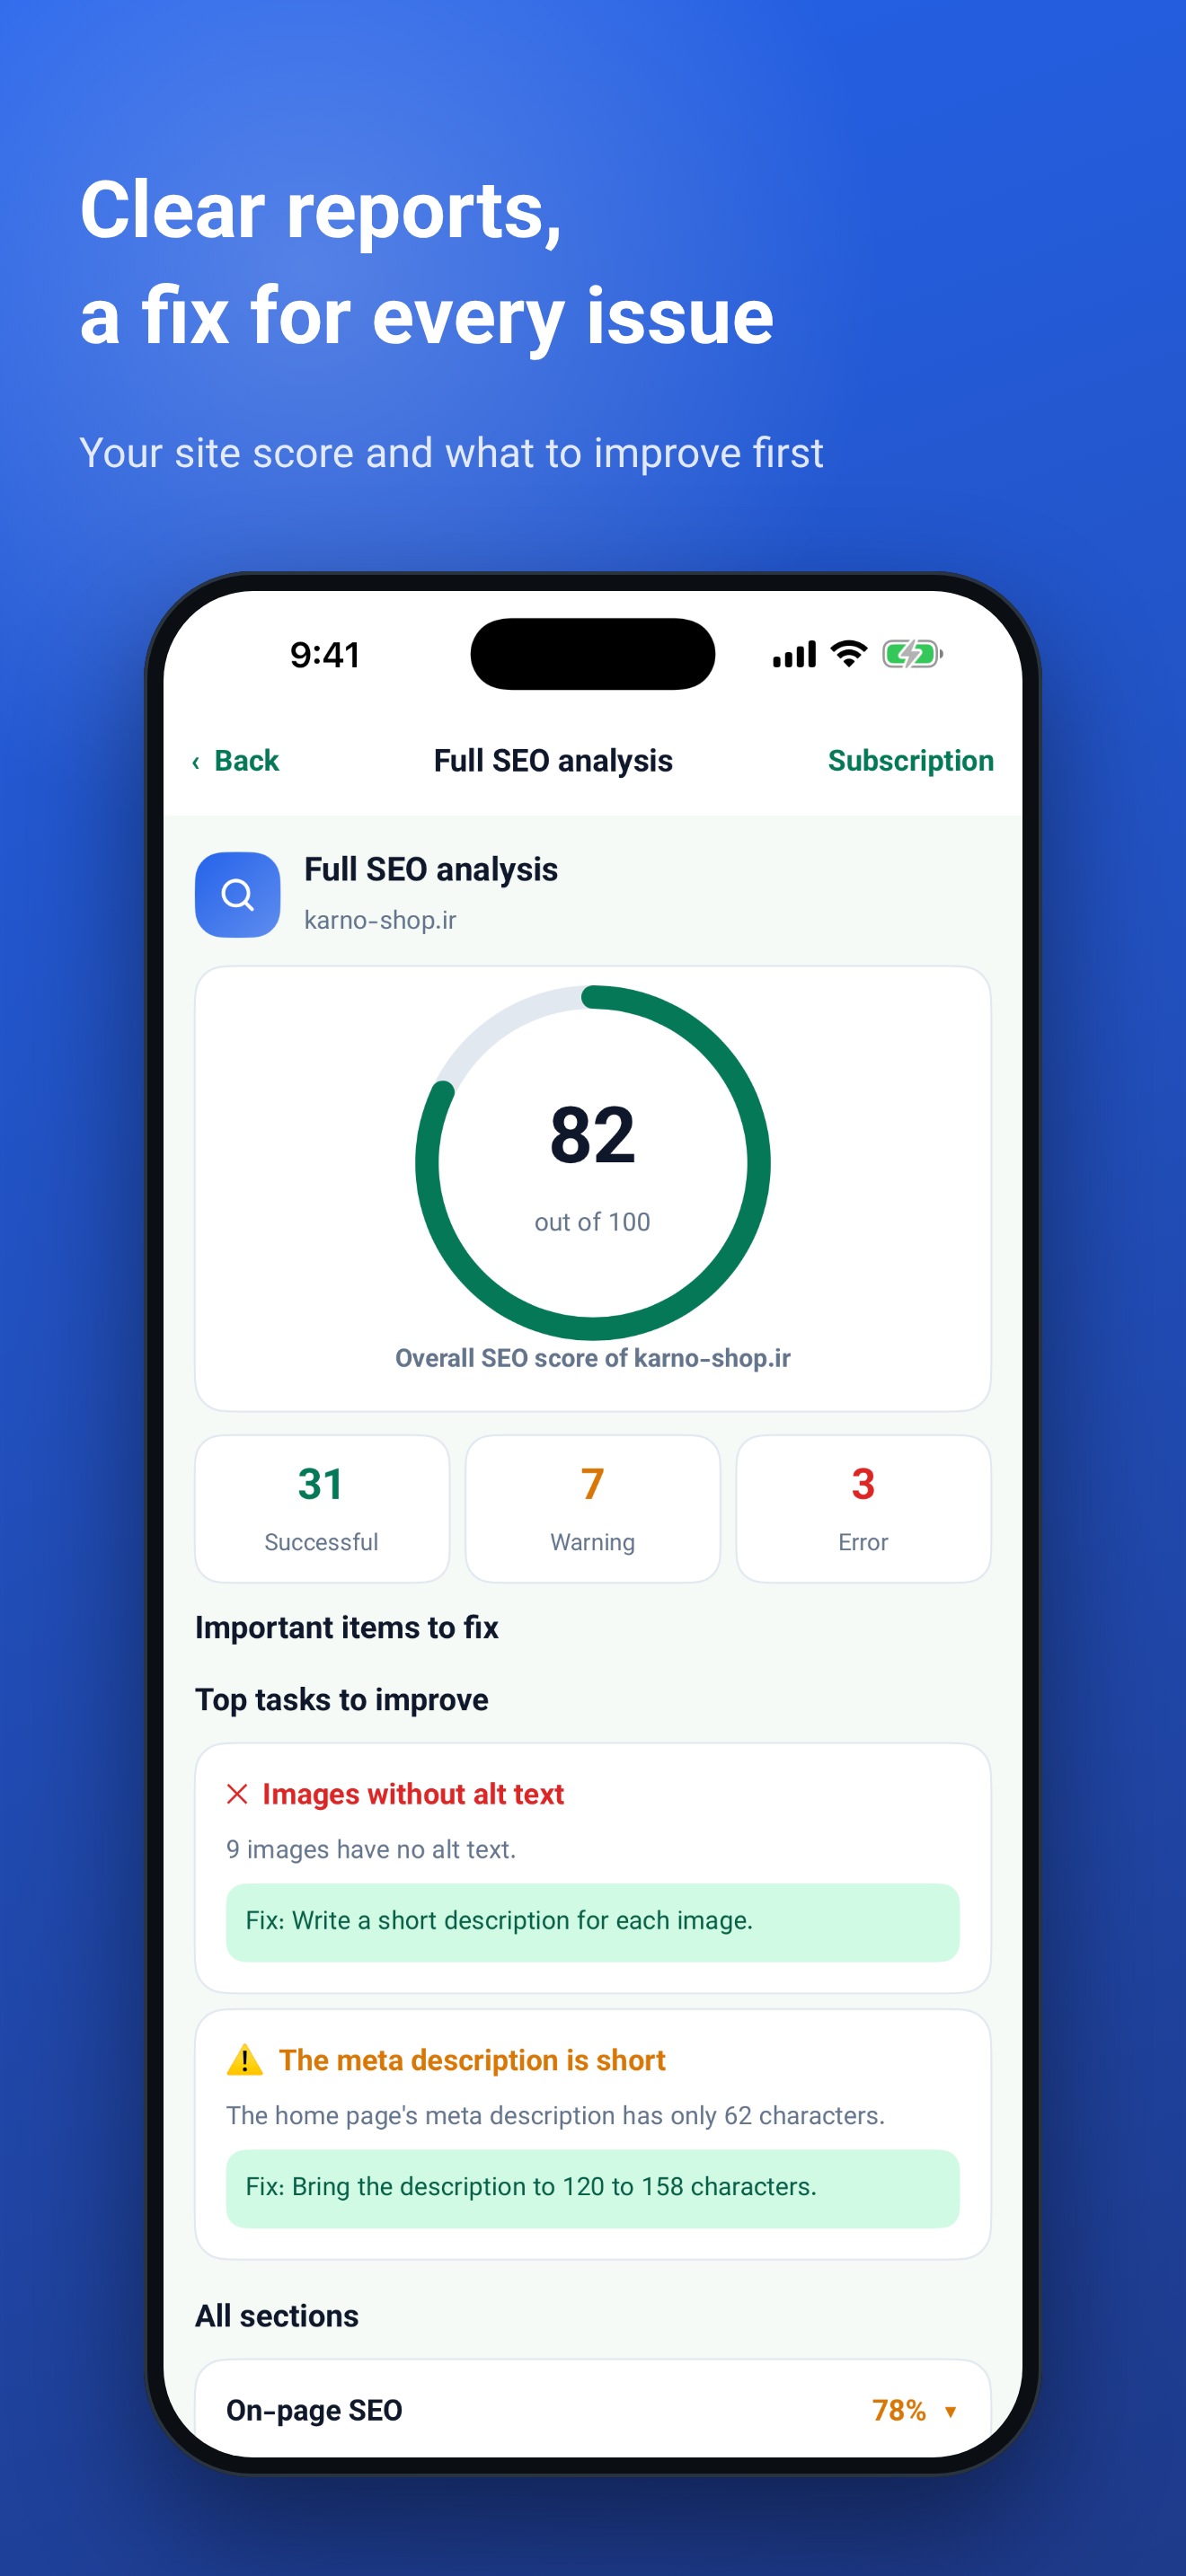 Clear reports,
a fix for every issue
Your site score and what to improve first
9:41
‹ Back
Full SEO analysis
Subscription
Full SEO analysis
karno-shop.ir
82
out of 100
Overall SEO score of karno-shop.ir
31
Successful
7
Warning
3
Error
Important items to fix
Top tasks to improve
Images without alt text
9 images have no alt text.
Fix: Write a short description for each image.
The meta description is short
The home page's meta description has only 62 characters.
Fix: Bring the description to 120 to 158 characters.
All sections
On-page SEO
78% ▾